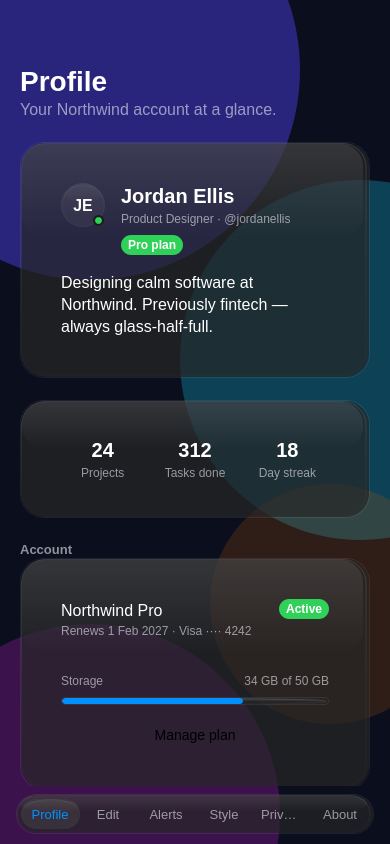 Profile
Your Northwind account at a glance.
JE
Jordan Ellis
Product Designer · @jordanellis
Pro plan
Designing calm software at
Northwind. Previously fintech —
always glass-half-full.
24
312
18
Projects
Tasks done
Day streak
Account
Northwind Pro
Active
Renews 1 Feb 2027 · Visa ···· 4242
Storage
34 GB of 50 GB
Manage plan
Profile
Edit
Alerts
Style
Priv…
About